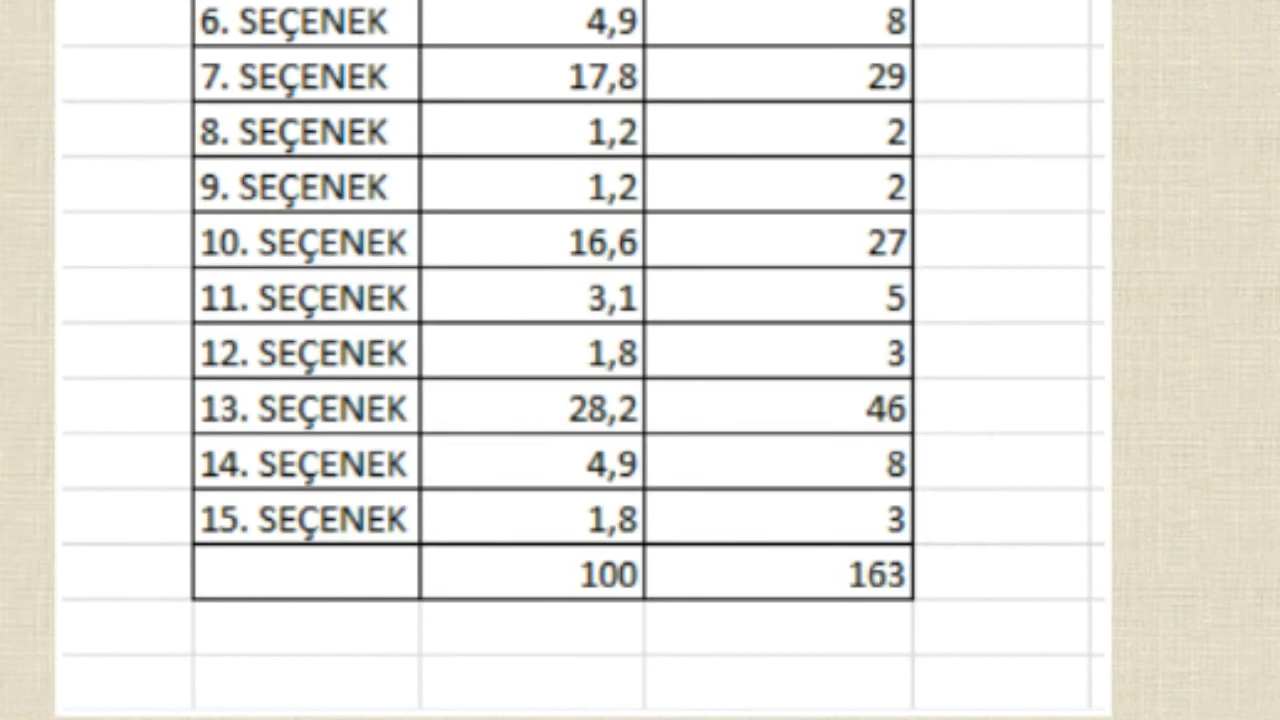 6. SEÇENEK 4,9 8
7. SEÇENEK 17,8 29
8. SEÇENEK 1,2 2
9. SEÇENEK 1,2 2
10. SEÇENEK 16,6 27
11. SEÇENEK 3,1 5
12. SEÇENEK 1,8 3
13. SEÇENEK 28,2 46
14. SEÇENEK 4,9 8
15. SEÇENEK 1,8 3
100 163